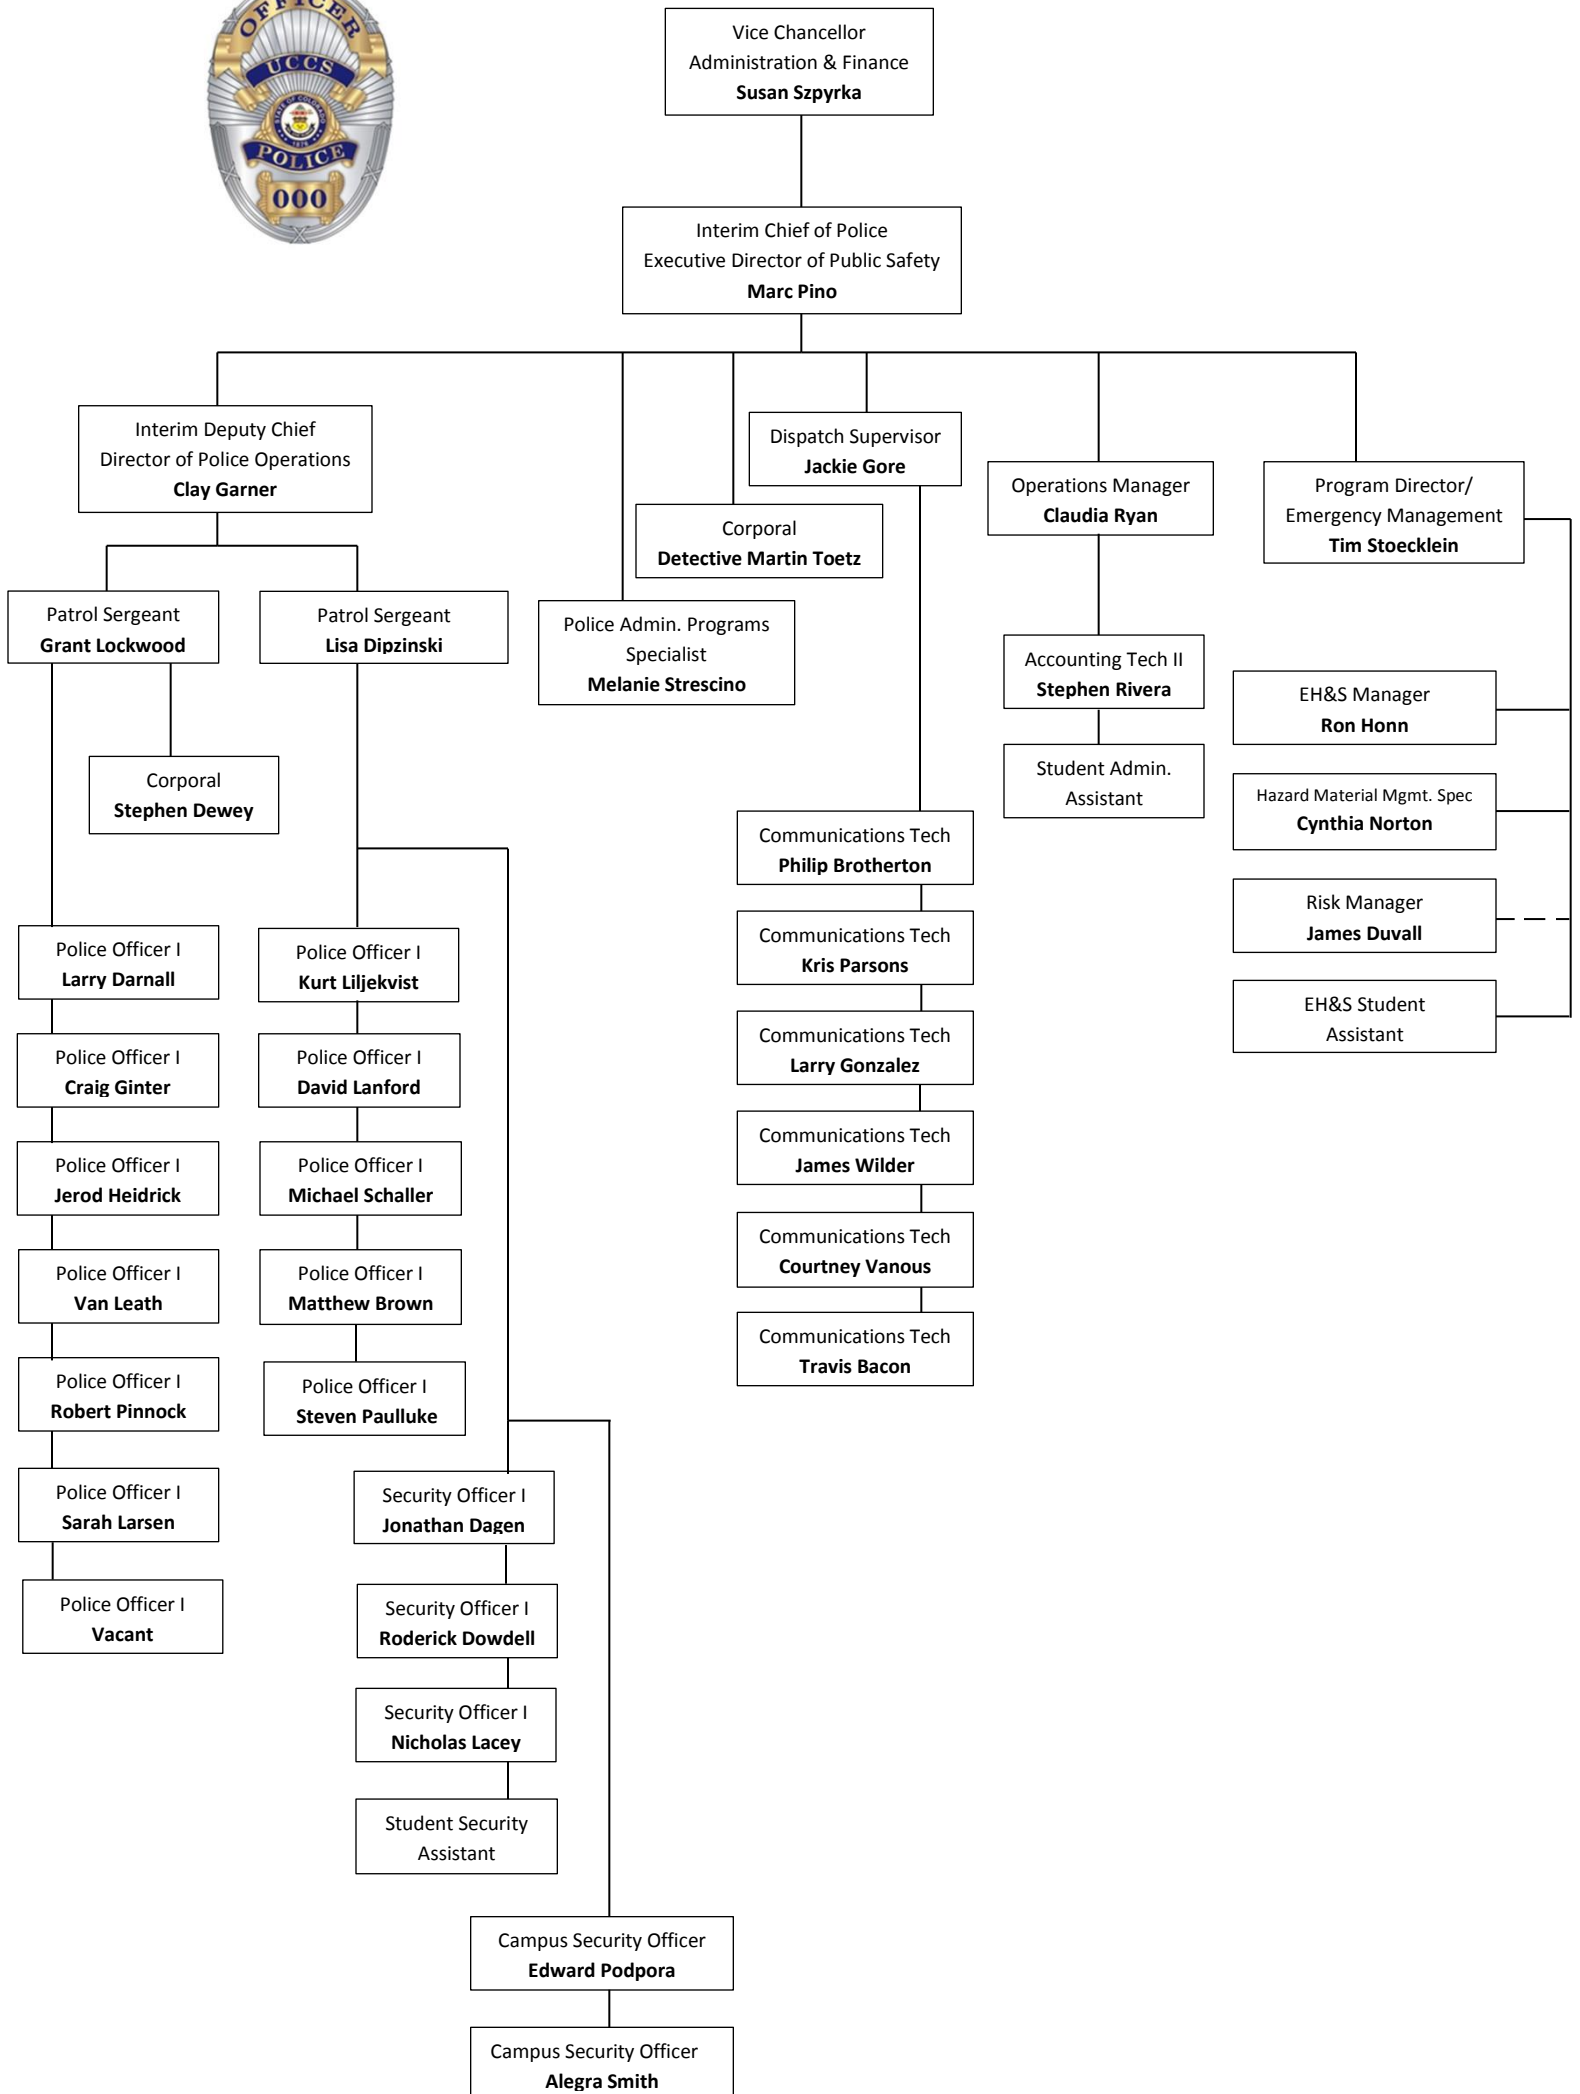 OFFICER
UCCS
STATE OF COLORADO
1876
POLICE
000
Vice Chancellor
Administration & Finance
Susan Szpyrka
Interim Chief of Police
Executive Director of Public Safety
Marc Pino
Interim Deputy Chief
Director of Police Operations
Clay Garner
Dispatch Supervisor
Jackie Gore
Operations Manager
Claudia Ryan
Program Director/
Emergency Management
Tim Stoecklein
Corporal
Detective Martin Toetz
Patrol Sergeant
Grant Lockwood
Patrol Sergeant
Lisa Dipzinski
Police Admin. Programs
Specialist
Melanie Strescino
Accounting Tech II
Stephen Rivera
EH&S Manager
Ron Honn
Corporal
Stephen Dewey
Student Admin.
Assistant
Hazard Material Mgmt. Spec
Cynthia Norton
Communications Tech
Philip Brotherton
Risk Manager
James Duvall
Police Officer I
Larry Darnall
Police Officer I
Kurt Liljekvist
Communications Tech
Kris Parsons
EH&S Student
Assistant
Police Officer I
Craig Ginter
Police Officer I
David Lanford
Communications Tech
Larry Gonzalez
Police Officer I
Jerod Heidrick
Police Officer I
Michael Schaller
Communications Tech
James Wilder
Police Officer I
Van Leath
Police Officer I
Matthew Brown
Communications Tech
Courtney Vanous
Police Officer I
Robert Pinnock
Police Officer I
Steven Paulluke
Communications Tech
Travis Bacon
Police Officer I
Sarah Larsen
Security Officer I
Jonathan Dagen
Police Officer I
Vacant
Security Officer I
Roderick Dowdell
Security Officer I
Nicholas Lacey
Student Security
Assistant
Campus Security Officer
Edward Podpora
Campus Security Officer
Alegra Smith